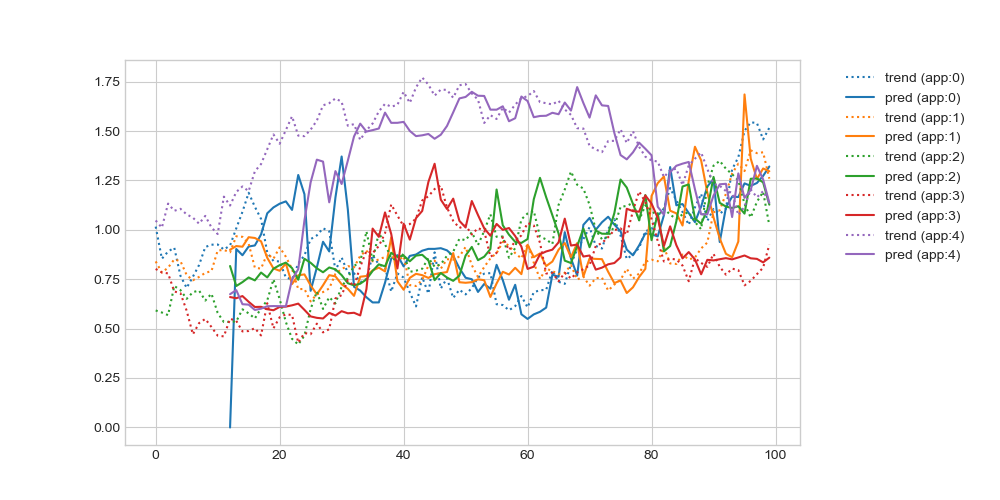 1.75
1.50
1.25
1.00
0.75
0.50
0.25
0.00
0 20 40 60 80 100
trend (app:0)
pred (app:0)
trend (app:1)
pred (app:1)
trend (app:2)
pred (app:2)
trend (app:3)
pred (app:3)
trend (app:4)
pred (app:4)